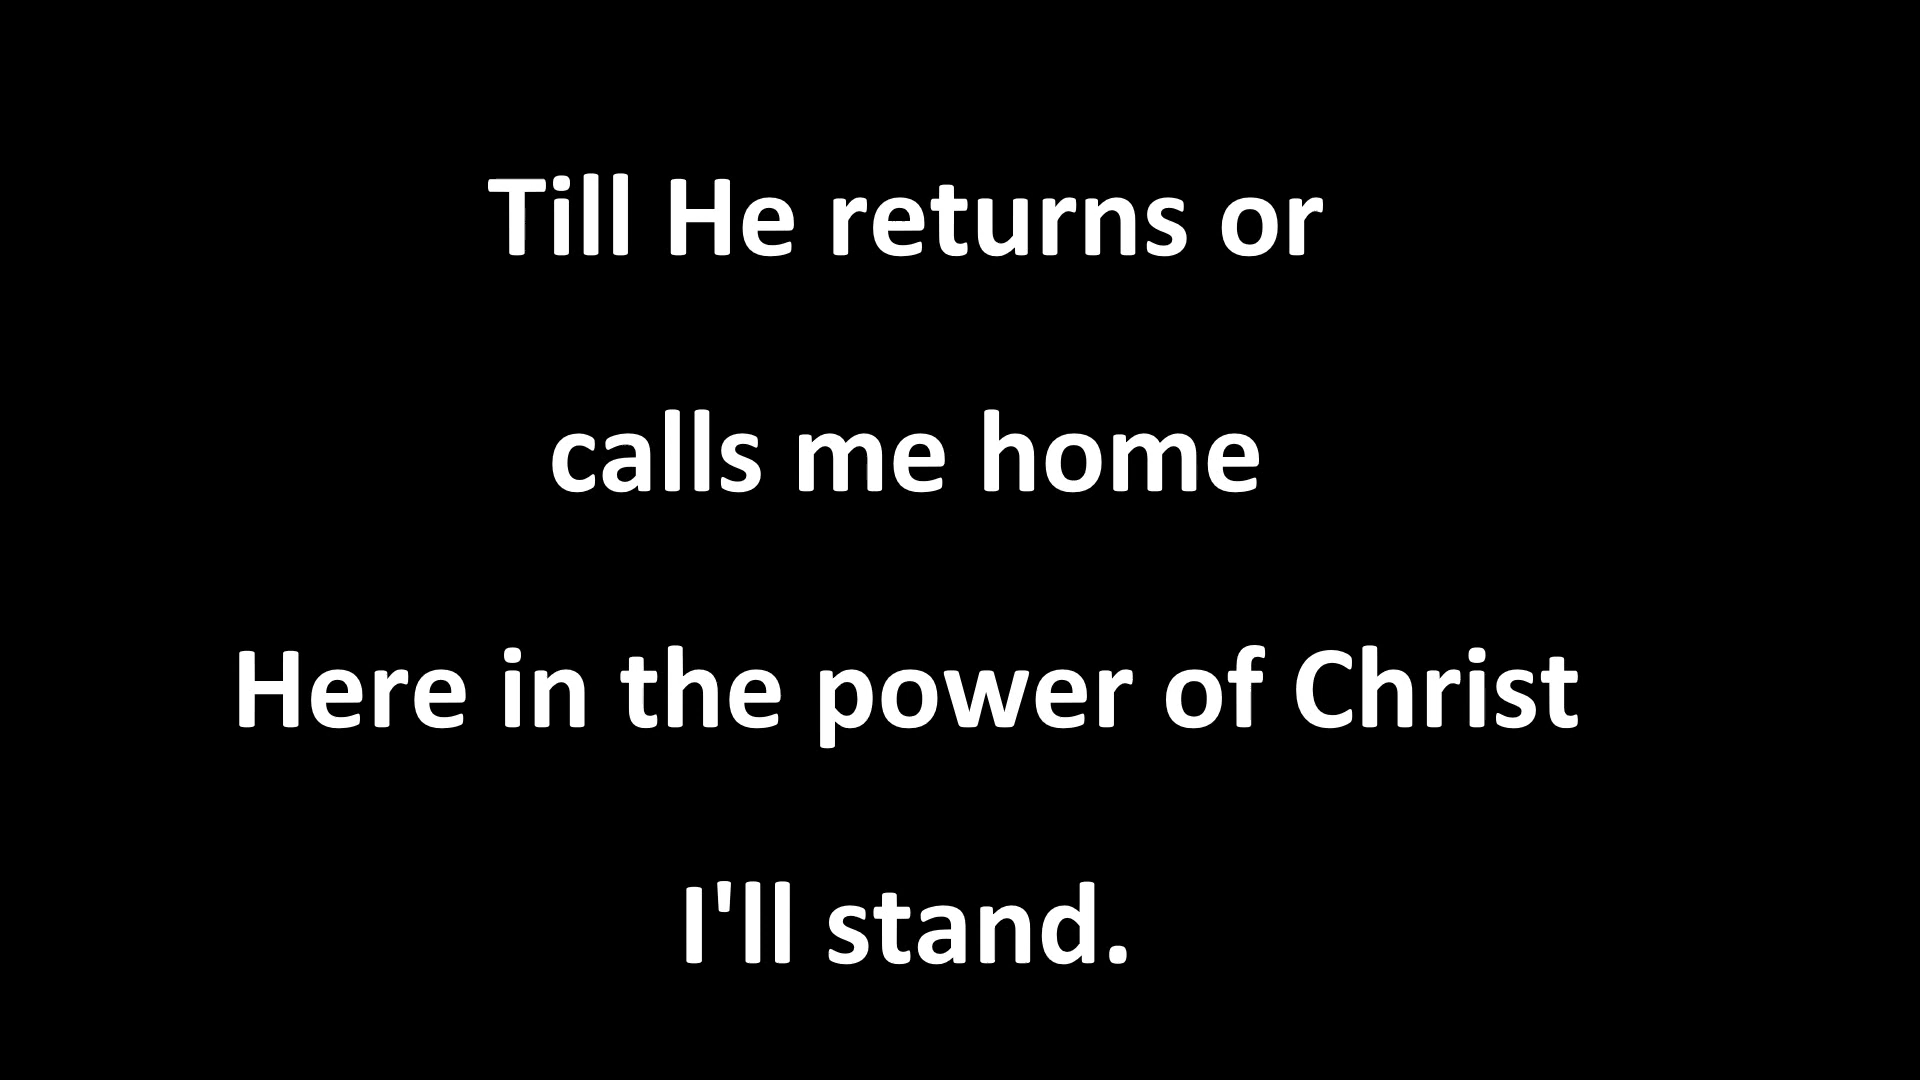 Till He returns or
calls me home
Here in the power of Christ
I'll stand.